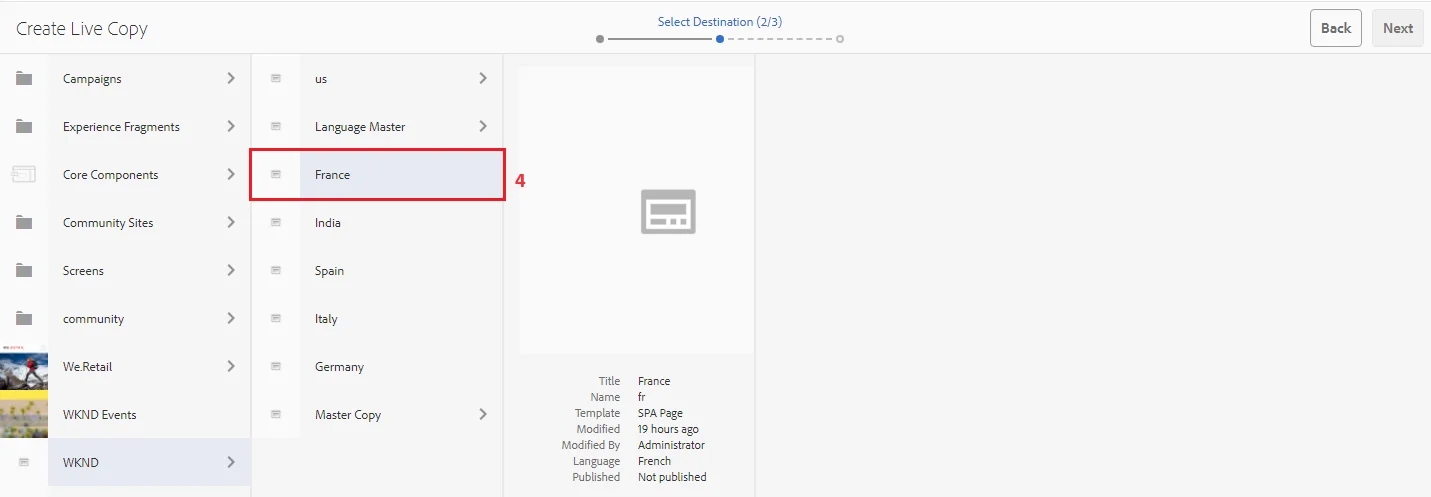 Create Live Copy
Select Destination (2/3)
Back
Next
Campaigns
Experience Fragments
Core Components
Community Sites
Screens
community
We.Retail
WKND Events
WKND
us
Language Master
France
4
India
Spain
Italy
Germany
Master Copy
Title France
Name fr
Template SPA Page
Modified 19 hours ago
Modified By Administrator
Language French
Published Not published